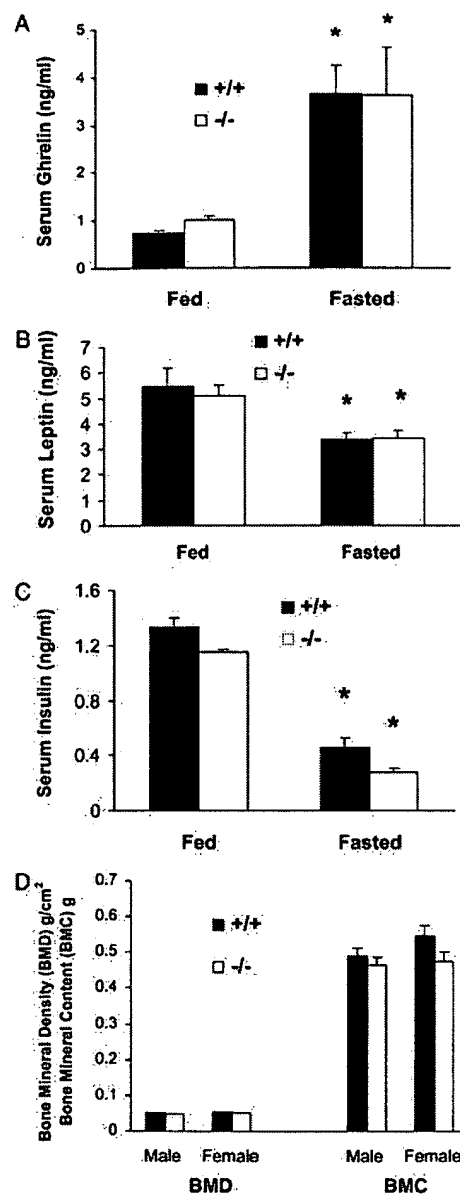 A
Serum Ghrelin (ng/ml)
5
4
3
2
1
0
+/+
-/-
*
*
Fed
Fasted
B
Serum Leptin (ng/ml)
7
6
5
4
3
2
1
0
+/+
-/-
*
*
Fed
Fasted
C
Serum Insulin (ng/ml)
1.6
1.2
0.8
0.4
0
+/+
-/-
*
*
Fed
Fasted
D
Bone Mineral Density (BMD) g/cm²
Bone Mineral Content (BMC) g
0.7
0.6
0.5
0.4
0.3
0.2
0.1
0
+/+
-/-
Male Female Male Female
BMD BMC